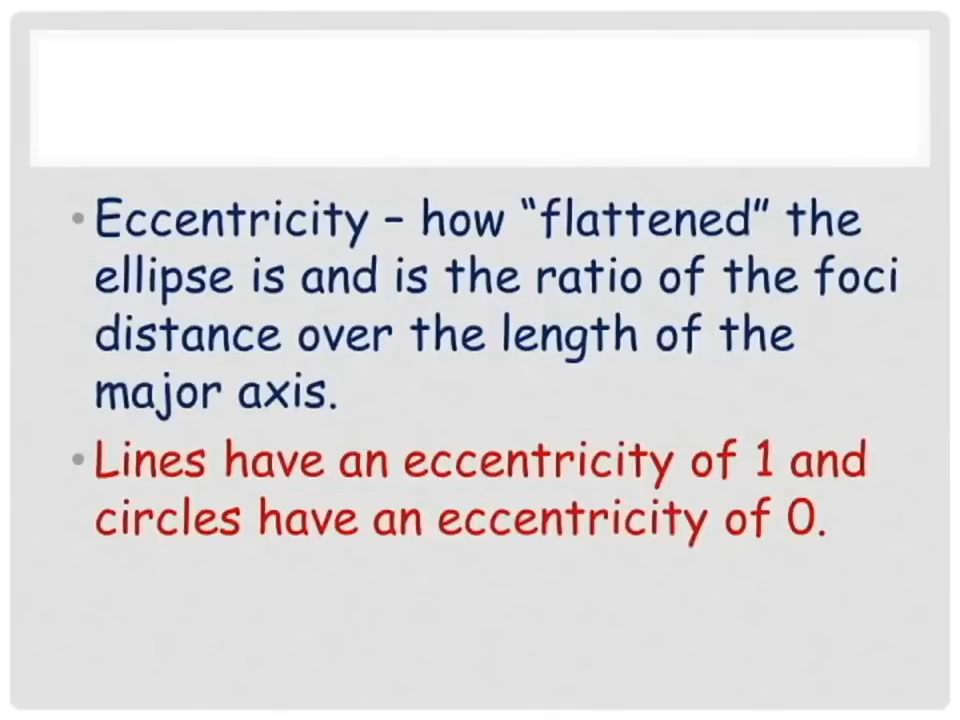 • Eccentricity – how “flattened” the
ellipse is and is the ratio of the foci
distance over the length of the
major axis.
• Lines have an eccentricity of 1 and
circles have an eccentricity of 0.